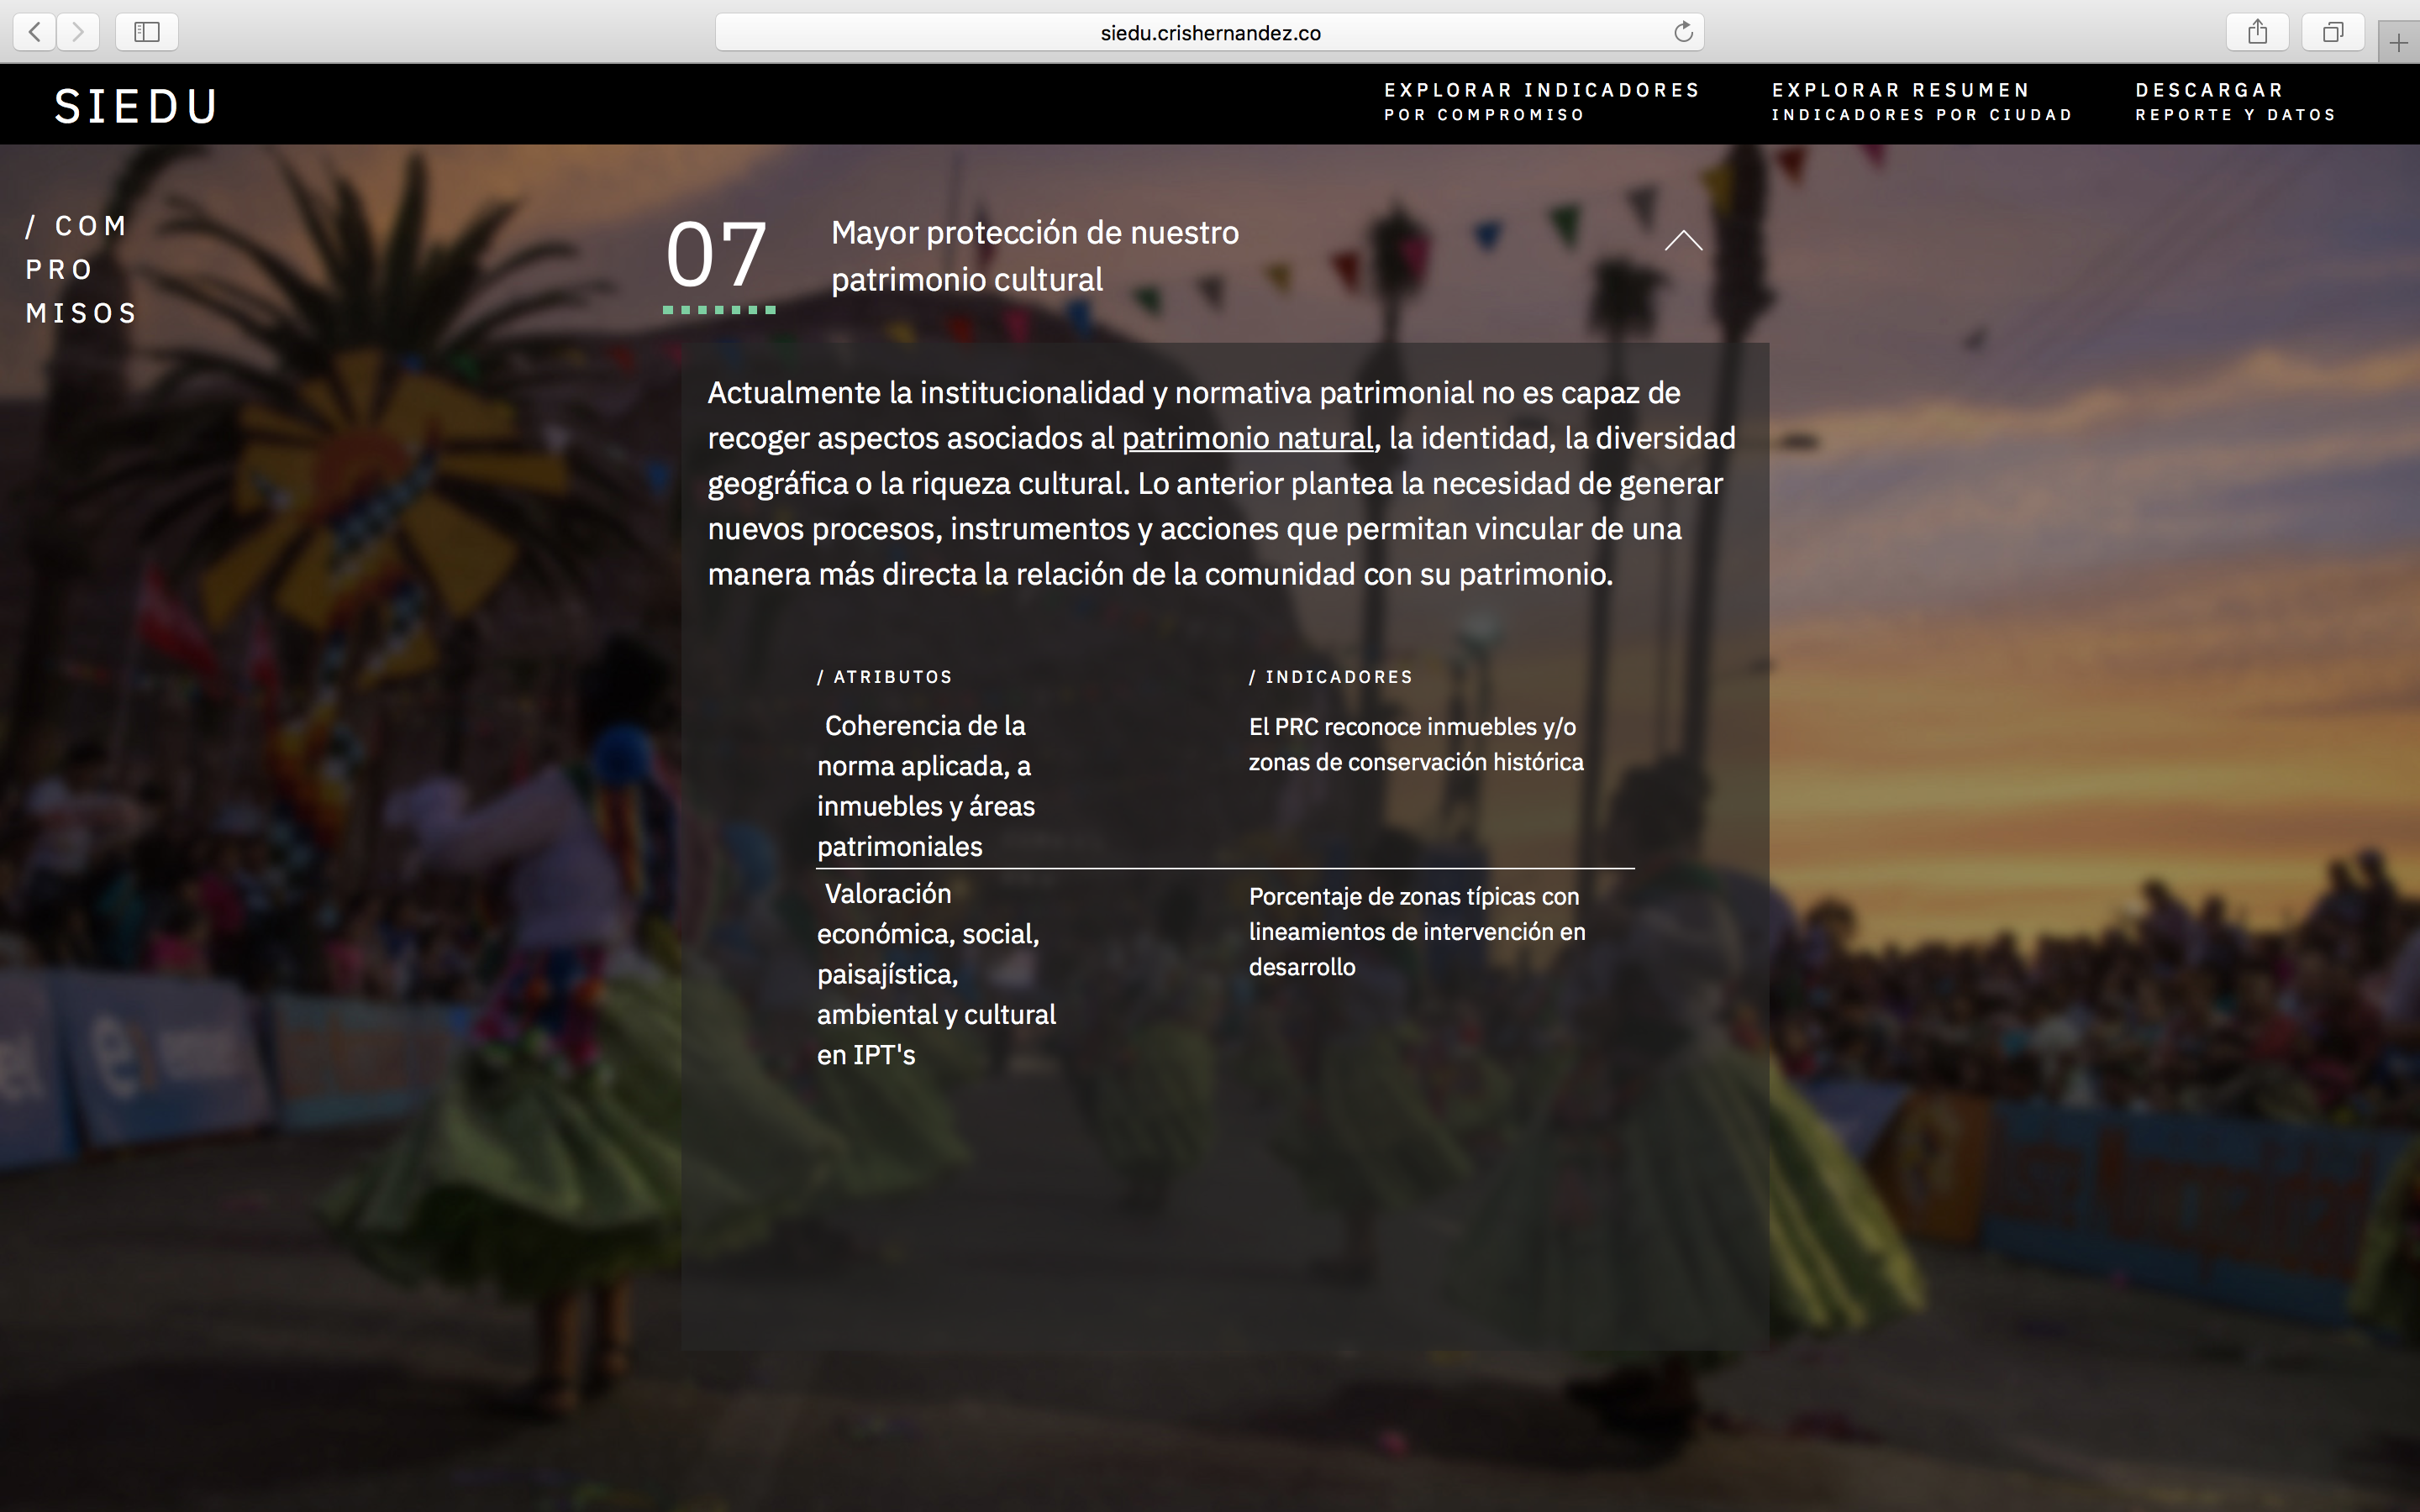 siedu.crishernandez.co
SIEDU
EXPLORAR INDICADORES
POR COMPROMISO
EXPLORAR RESUMEN
INDICADORES POR CIUDAD
DESCARGAR
REPORTE Y DATOS
/ COM
PRO
MISOS
07
Mayor protección de nuestro
patrimonio cultural
Actualmente la institucionalidad y normativa patrimonial no es capaz de
recoger aspectos asociados al patrimonio natural, la identidad, la diversidad
geográfica o la riqueza cultural. Lo anterior plantea la necesidad de generar
nuevos procesos, instrumentos y acciones que permitan vincular de una
manera más directa la relación de la comunidad con su patrimonio.
/ ATRIBUTOS
/ INDICADORES
Coherencia de la
norma aplicada, a
inmuebles y áreas
patrimoniales
El PRC reconoce inmuebles y/o
zonas de conservación histórica
Valoración
económica, social,
paisajística,
ambiental y cultural
en IPT's
Porcentaje de zonas típicas con
lineamientos de intervención en
desarrollo